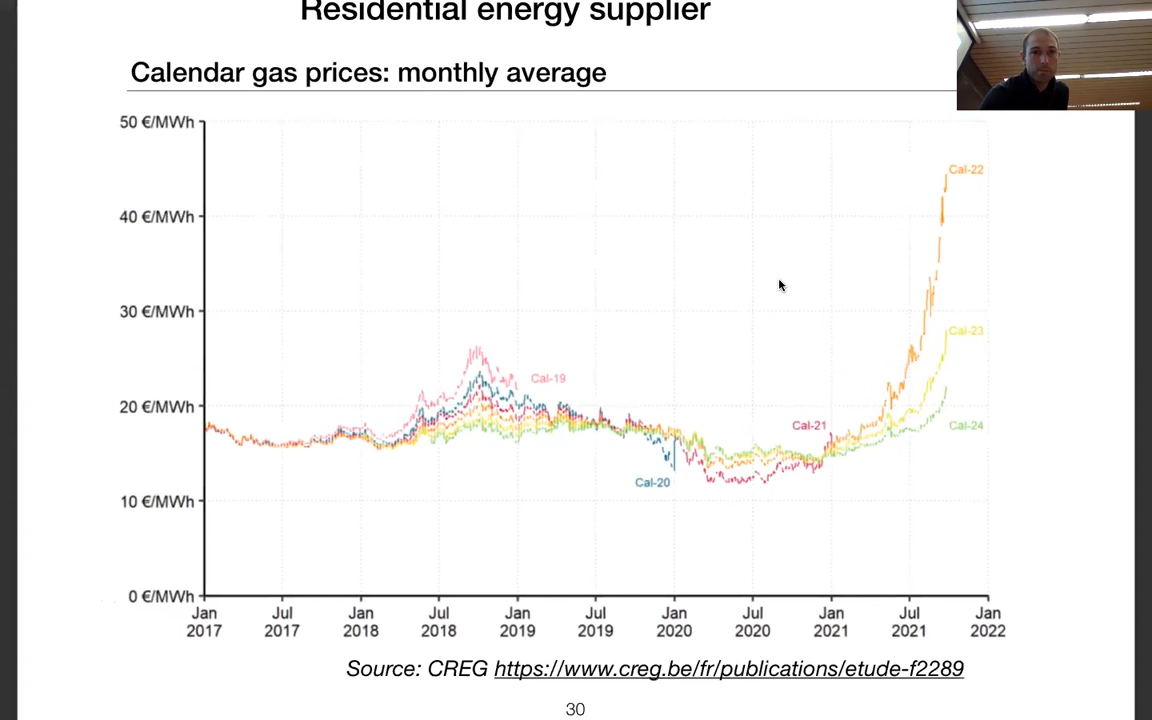 Residential energy supplier
Calendar gas prices: monthly average
50 €/MWh
40 €/MWh
30 €/MWh
20 €/MWh
10 €/MWh
0 €/MWh
Cal-22
Cal-23
Cal-19
Cal-21
Cal-24
Cal-20
Jan Jul Jan Jul Jan Jul Jan Jul Jan Jul Jan
2017 2017 2018 2018 2019 2019 2020 2020 2021 2021 2022
Source: CREG https://www.creg.be/fr/publications/etude-f2289
30